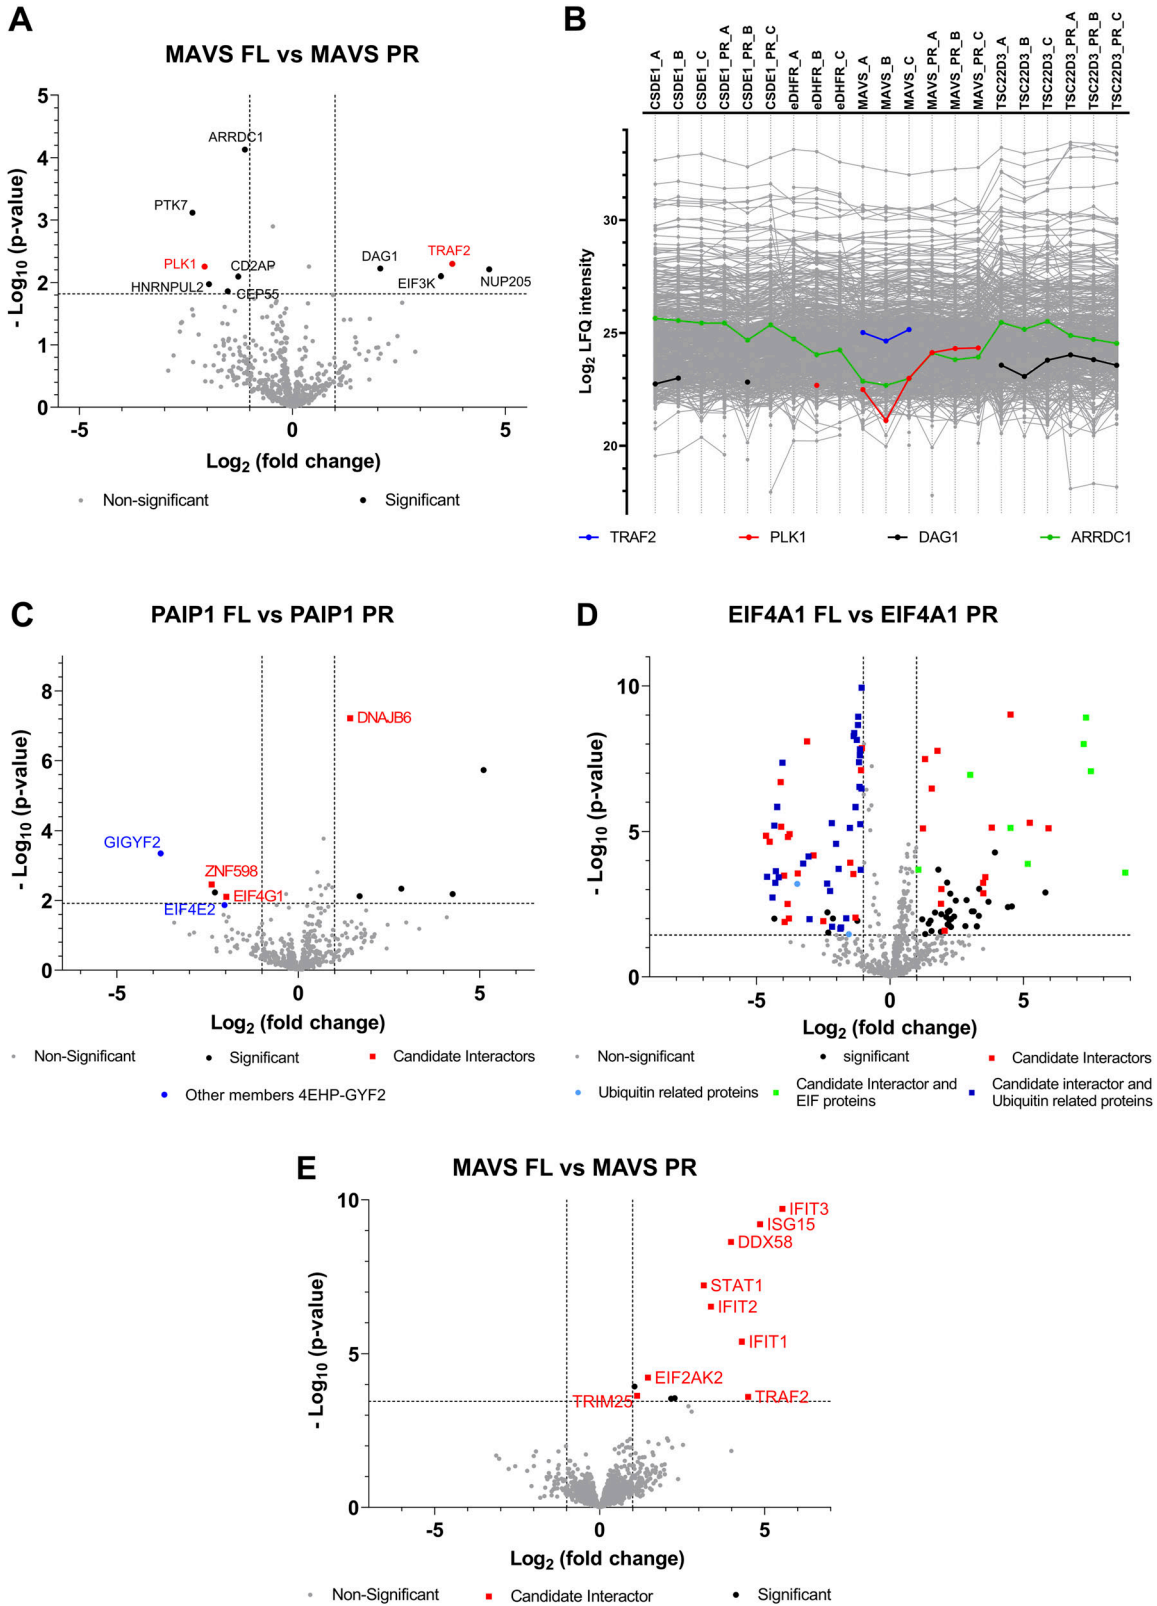 A
MAVS FL vs MAVS PR
5
4
3
2
1
0
- Log10 (p-value)
ARRDC1
PTK7
PLK1
CD2AP
HNRNPUL2
CEP55
DAG1
TRAF2
EIF3K
NUP205
-5
0
5
Log2 (fold change)
Non-significant
Significant
B
CSDE1_A
CSDE1_B
CSDE1_C
CSDE1_PR_A
CSDE1_PR_B
CSDE1_PR_C
eDHFR_A
eDHFR_B
eDHFR_C
MAVS_A
MAVS_B
MAVS_C
MAVS_PR_A
MAVS_PR_B
MAVS_PR_C
TSC22D3_A
TSC22D3_B
TSC22D3_C
TSC22D3_PR_A
TSC22D3_PR_B
TSC22D3_PR_C
Log2 LFQ intensity
30
25
20
TRAF2
PLK1
DAG1
ARRDC1
C
PAIP1 FL vs PAIP1 PR
8
6
4
2
0
- Log10 (p-value)
DNAJB6
GIGYF2
ZNF598
EIF4G1
EIF4E2
-5
0
5
Log2 (fold change)
Non-Significant
Significant
Candidate Interactors
Other members 4EHP-GYF2
D
EIF4A1 FL vs EIF4A1 PR
10
5
0
- Log10 (p-value)
-5
0
5
Log2 (fold change)
Non-significant
significant
Candidate Interactors
Ubiquitin related proteins
Candidate Interactor and
EIF proteins
Candidate interactor and
Ubiquitin related proteins
E
MAVS FL vs MAVS PR
10
5
0
- Log10 (p-value)
IFIT3
ISG15
DDX58
STAT1
IFIT2
IFIT1
EIF2AK2
TRIM25
TRAF2
-5
0
5
Log2 (fold change)
Non-Significant
Candidate Interactor
Significant